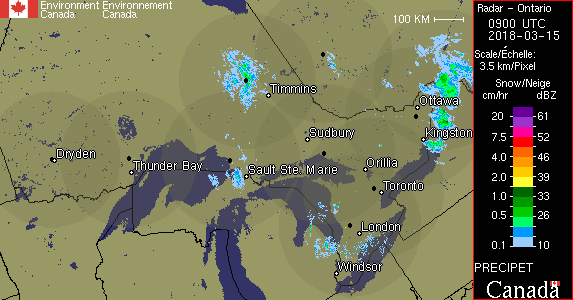 Environment Environnement
Canada Canada
100 KM
Radar - Ontario
0900 UTC
2018-03-15
Scale/Échelle:
3.5 km/Pixel
Snow/Neige
cm/hr dBZ
20 61
7.5 52
4.0 46
2.0 39
1.0 33
0.5 26
0.1 10
PRECIPET
Canada
Timmins
Ottawa
Sudbury
Kingston
Dryden
Thunder Bay
Sault Ste. Marie
Orillia
Toronto
London
Windsor